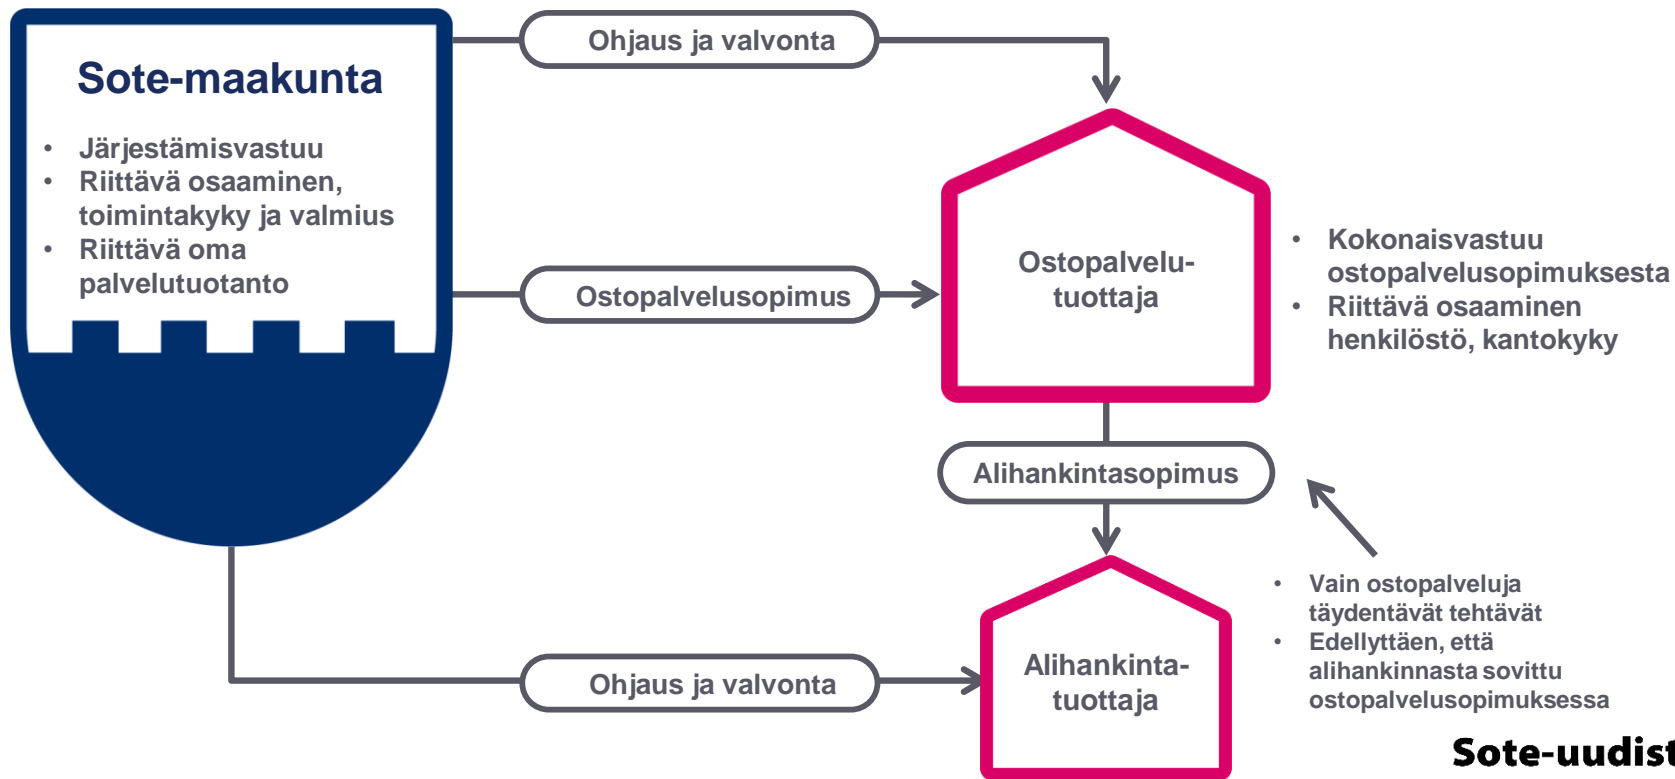 Sote-maakunta
• Järjestämisvastuu
• Riittävä osaaminen,
toimintakyky ja valmius
• Riittävä oma
palvelutuotanto
Ohjaus ja valvonta
Ostopalvelusopimus
Ostopalvelu-
tuottaja
• Kokonaisvastuu
ostopalvelusopimuksesta
• Riittävä osaaminen
henkilöstö, kantokyky
Alihankintasopimus
• Vain ostopalveluja
täydentävät tehtävät
• Edellyttäen, että
alihankinnasta sovittu
ostopalvelusopimuksessa
Ohjaus ja valvonta
Alihankinta-
tuottaja
Sote-uudist